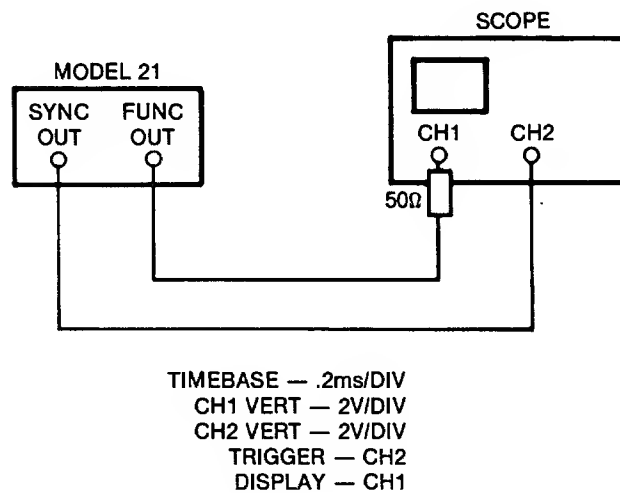 SCOPE
MODEL 21
SYNC OUT
FUNC OUT
CH1
CH2
50Ω
TIMEBASE — .2ms/DIV
CH1 VERT — 2V/DIV
CH2 VERT — 2V/DIV
TRIGGER — CH2
DISPLAY — CH1